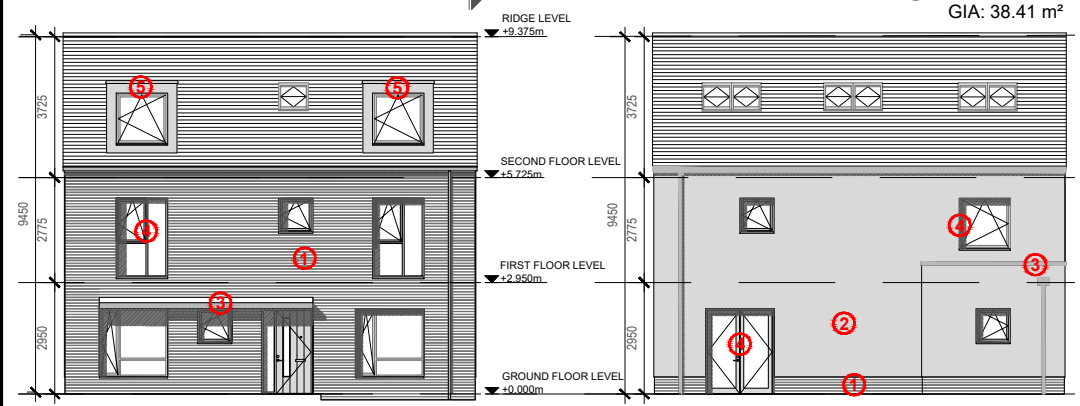 GIA: 38.41 m²
RIDGE LEVEL
+9.375m
SECOND FLOOR LEVEL
+5.725m
FIRST FLOOR LEVEL
+2.950m
GROUND FLOOR LEVEL
+0.000m
9450
3725
2775
2950
5
5
4
1
3
9450
3725
2775
2950
4
3
2
4
1